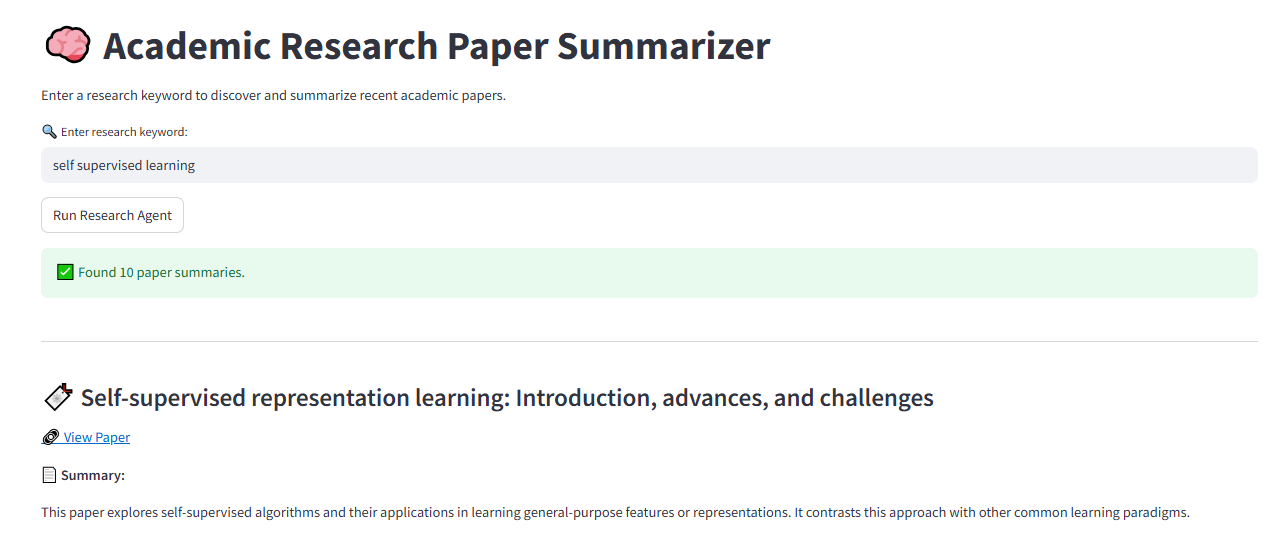 Academic Research Paper Summarizer
Enter a research keyword to discover and summarize recent academic papers.
Enter research keyword:
self supervised learning
Run Research Agent
Found 10 paper summaries.
Self-supervised representation learning: Introduction, advances, and challenges
View Paper
Summary:
This paper explores self-supervised algorithms and their applications in learning general-purpose features or representations. It contrasts this approach with other common learning paradigms.